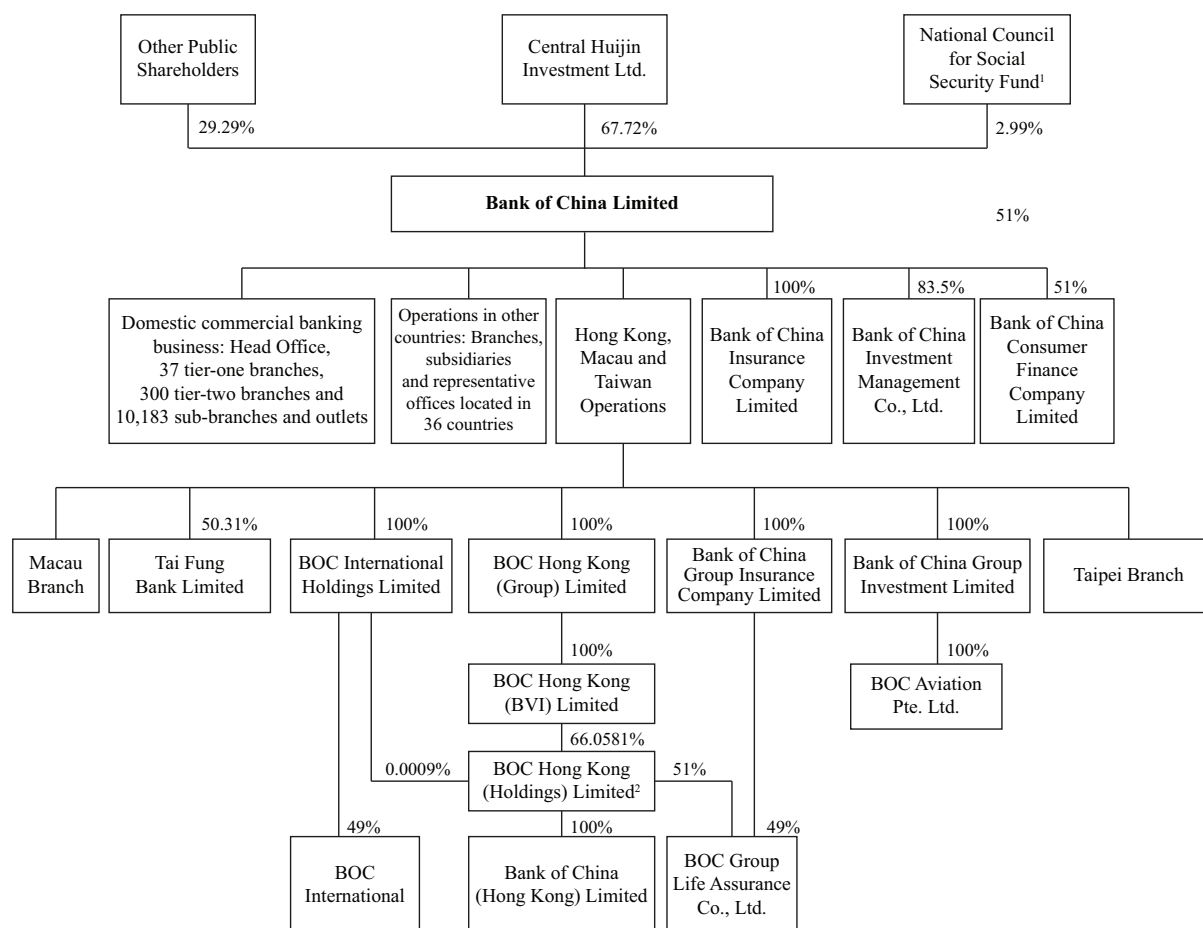 Other Public
Shareholders
Central Huijin
Investment Ltd.
National Council
for Social
Security Fund¹
29.29%
67.72%
2.99%
Bank of China Limited
51%
100%
83.5%
51%
Domestic commercial banking
business: Head Office,
37 tier-one branches,
300 tier-two branches and
10,183 sub-branches and outlets
Operations in other
countries: Branches,
subsidiaries
and representative
offices located in
36 countries
Hong Kong,
Macau and
Taiwan
Operations
Bank of China
Insurance
Company
Limited
Bank of China
Investment
Management
Co., Ltd.
Bank of China
Consumer
Finance
Company
Limited
50.31%
100%
100%
100%
100%
Macau
Branch
Tai Fung
Bank Limited
BOC International
Holdings Limited
BOC Hong Kong
(Group) Limited
Bank of China
Group Insurance
Company Limited
Bank of China Group
Investment Limited
Taipei Branch
100%
100%
BOC Hong Kong
(BVI) Limited
BOC Aviation
Pte. Ltd.
66.0581%
0.0009%
BOC Hong Kong
(Holdings) Limited²
51%
49%
100%
49%
BOC
International
Bank of China
(Hong Kong) Limited
BOC Group
Life Assurance
Co., Ltd.